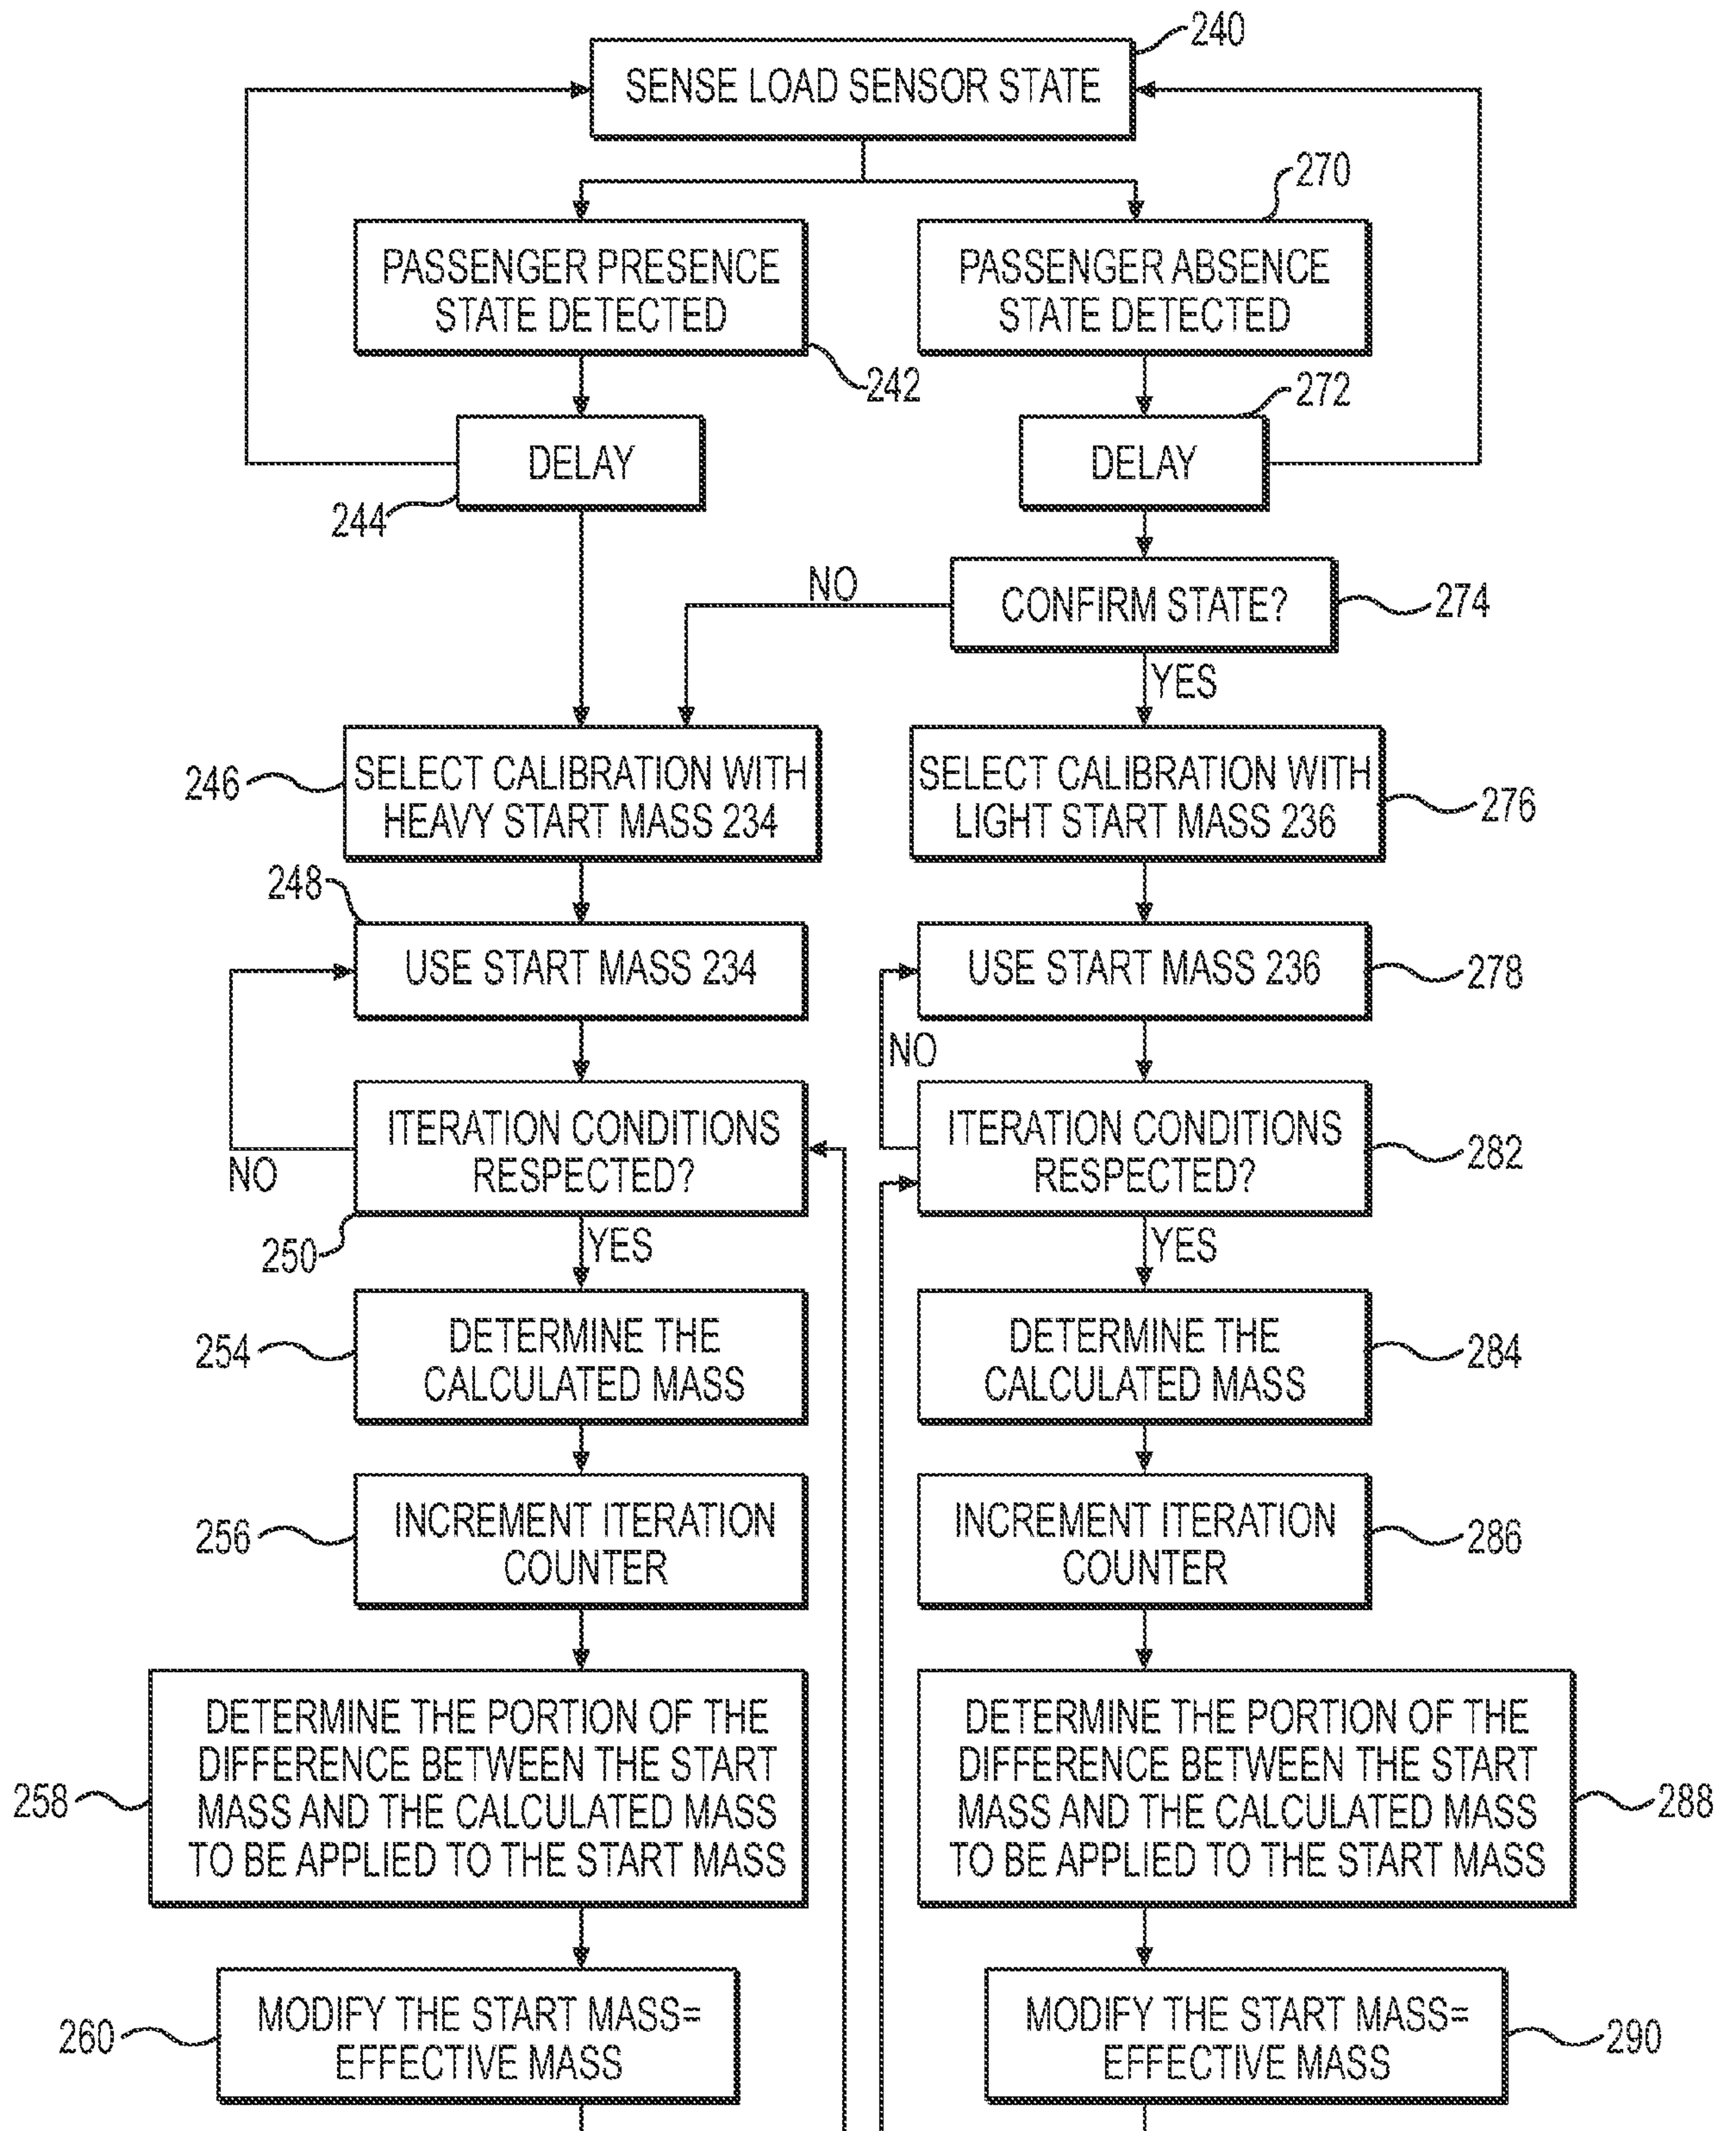 240
SENSE LOAD SENSOR STATE
270
PASSENGER PRESENCE
STATE DETECTED
PASSENGER ABSENCE
STATE DETECTED
242
272
DELAY
DELAY
244
NO
CONFIRM STATE?
274
YES
246
SELECT CALIBRATION WITH
HEAVY START MASS 234
SELECT CALIBRATION WITH
LIGHT START MASS 236
276
248
USE START MASS 234
USE START MASS 236
278
NO
ITERATION CONDITIONS
RESPECTED?
ITERATION CONDITIONS
RESPECTED?
282
NO
250
YES
YES
254
DETERMINE THE
CALCULATED MASS
DETERMINE THE
CALCULATED MASS
284
256
INCREMENT ITERATION
COUNTER
INCREMENT ITERATION
COUNTER
286
258
DETERMINE THE PORTION OF THE
DIFFERENCE BETWEEN THE START
MASS AND THE CALCULATED MASS
TO BE APPLIED TO THE START MASS
DETERMINE THE PORTION OF THE
DIFFERENCE BETWEEN THE START
MASS AND THE CALCULATED MASS
TO BE APPLIED TO THE START MASS
288
260
MODIFY THE START MASS=
EFFECTIVE MASS
MODIFY THE START MASS=
EFFECTIVE MASS
290